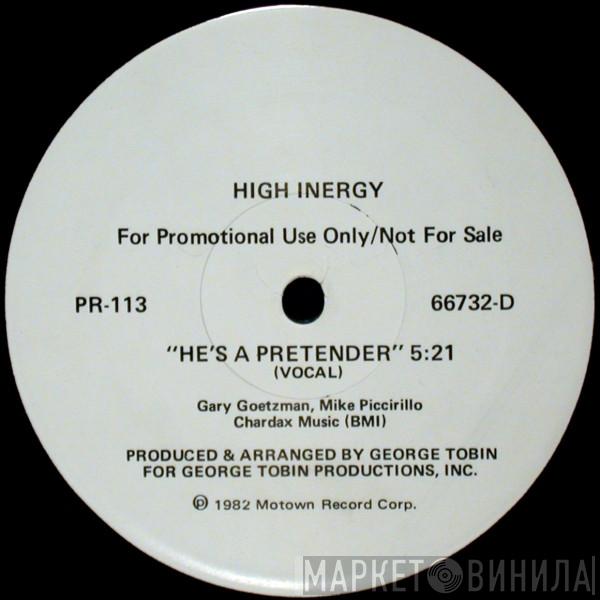 HIGH INERGY
For Promotional Use Only/Not For Sale
PR-113 66732-D
"HE'S A PRETENDER" 5:21
(VOCAL)
Gary Goetzman, Mike Piccirillo
Chardax Music (BMI)
PRODUCED & ARRANGED BY GEORGE TOBIN
FOR GEORGE TOBIN PRODUCTIONS, INC.
℗ 1982 Motown Record Corp.
МАРКЕТ ВИНИЛА